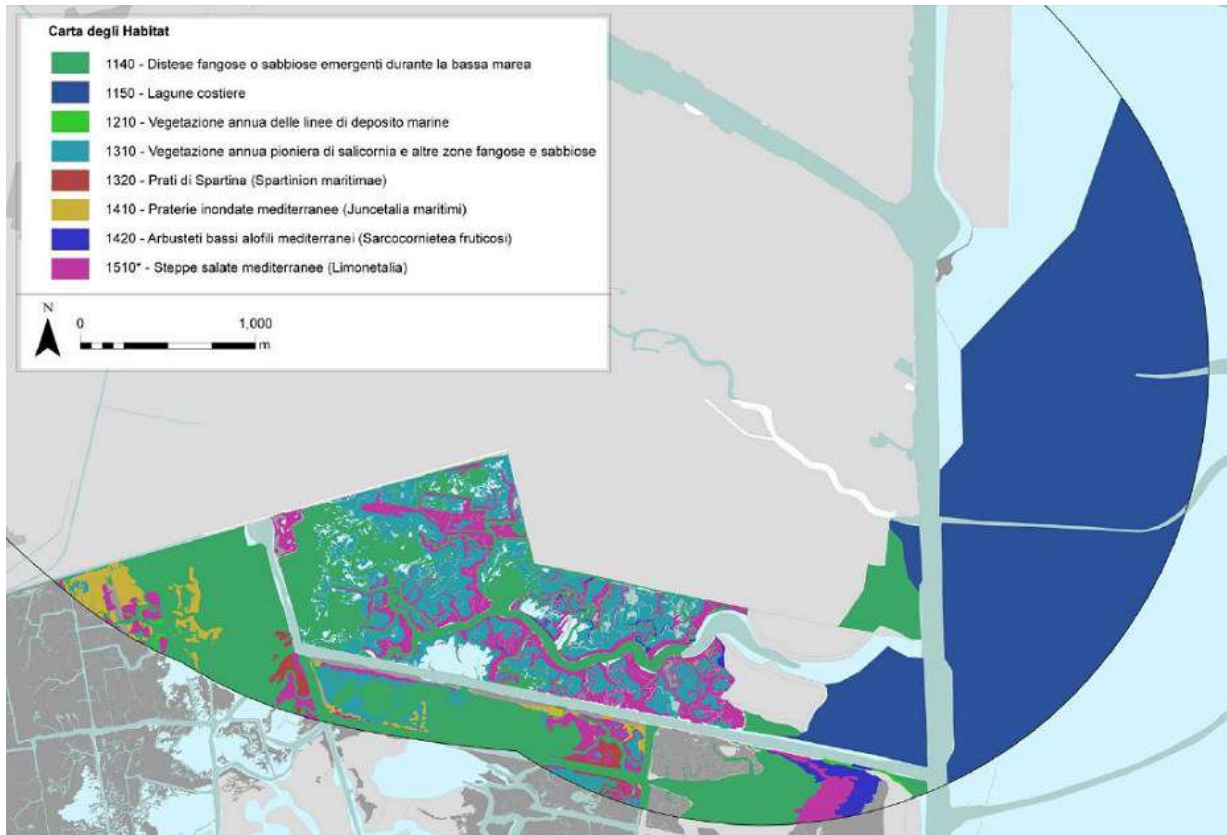 Carta degli Habitat
1140 - Distese fangose o sabbiose emergenti durante la bassa marea
1150 - Lagune costiere
1210 - Vegetazione annua delle linee di deposito marine
1310 - Vegetazione annua pioniera di salicornia e altre zone fangose e sabbiose
1320 - Prati di Spartina (Spartinion maritimae)
1410 - Praterie inondate mediterranee (Juncetalia maritimi)
1420 - Arbusteti bassi alofili mediterranei (Sarcocornietea fruticosi)
1510* - Steppe salate mediterranee (Limonetalia)
N
0 1,000
m